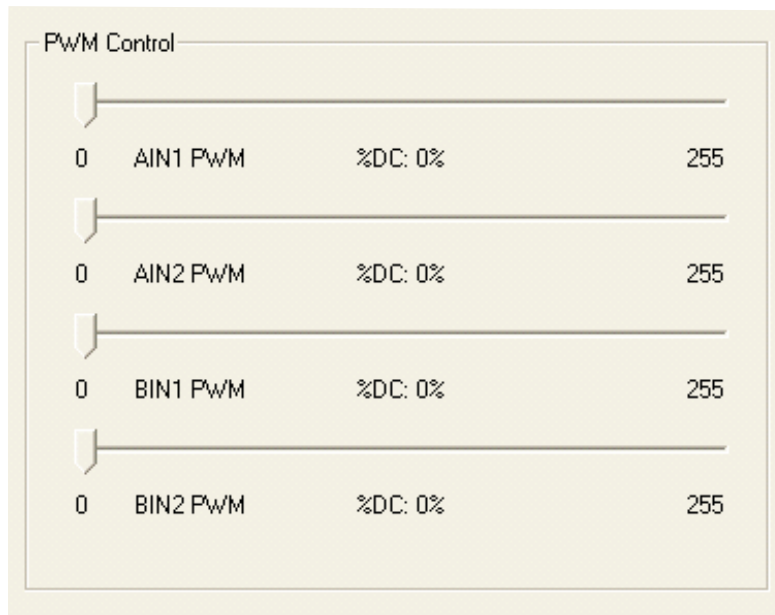 PWM Control
0 AIN1 PWM %DC: 0% 255
0 AIN2 PWM %DC: 0% 255
0 BIN1 PWM %DC: 0% 255
0 BIN2 PWM %DC: 0% 255